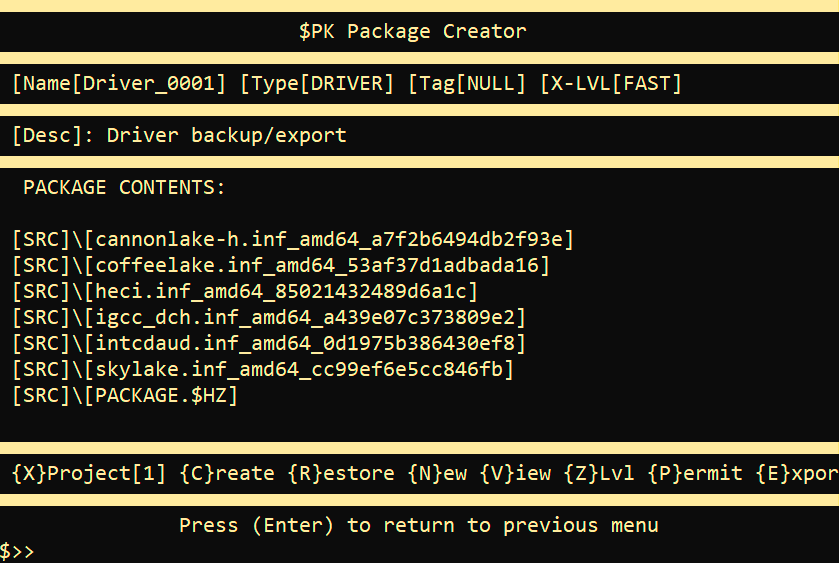 $PK Package Creator
[Name[Driver_0001] [Type[DRIVER] [Tag[NULL] [X-LVL[FAST]
[Desc]: Driver backup/export
PACKAGE CONTENTS:
[SRC]\[cannonlake-h.inf_amd64_a7f2b6494db2f93e]
[SRC]\[coffeelake.inf_amd64_53af37d1adbada16]
[SRC]\[heci.inf_amd64_85021432489d6a1c]
[SRC]\[igcc_dch.inf_amd64_a439e07c373809e2]
[SRC]\[intcdaud.inf_amd64_0d1975b386430ef8]
[SRC]\[skylake.inf_amd64_cc99ef6e5cc846fb]
[SRC]\[PACKAGE.$HZ]
{X}Project[1] {C}reate {R}estore {N}ew {V}iew {Z}Lvl {P}ermit {E}xpor
Press (Enter) to return to previous menu
$>>